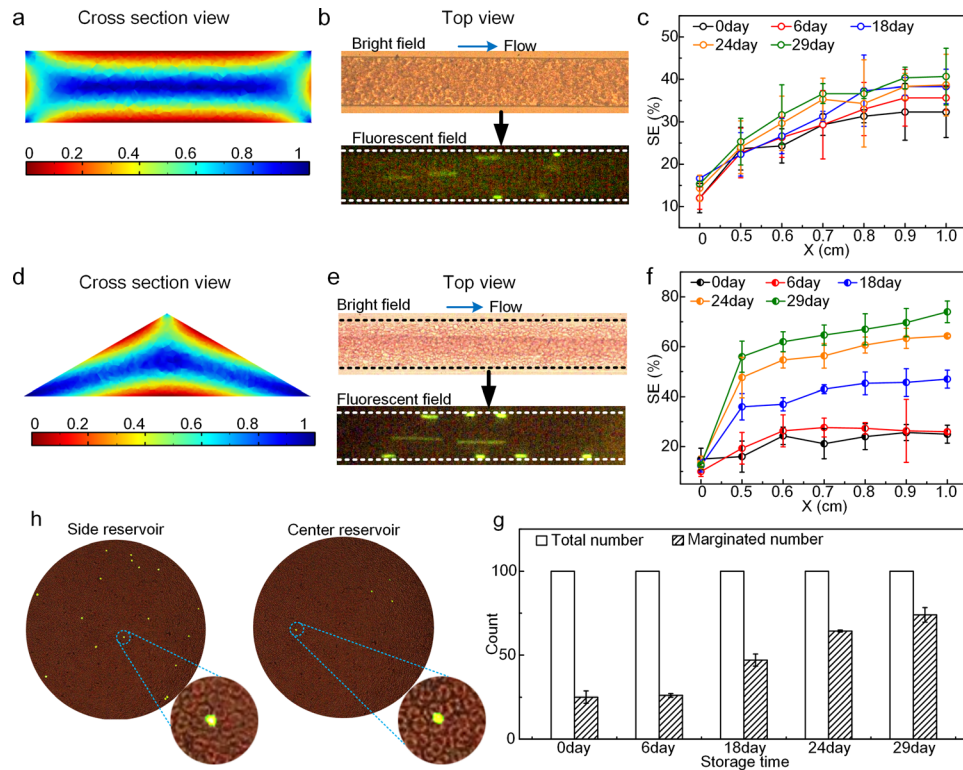 a
Cross section view
0 0.2 0.4 0.6 0.8 1
b
Top view
Bright field
Flow
Fluorescent field
c
0day 6day 18day
24day 29day
SE (%)
50
40
30
20
10
0 0.5 0.6 0.7 0.8 0.9 1.0
X (cm)
d
Cross section view
0 0.2 0.4 0.6 0.8 1
e
Top view
Bright field
Flow
Fluorescent field
f
0day 6day 18day
24day 29day
SE (%)
80
60
40
20
0 0.5 0.6 0.7 0.8 0.9 1.0
X (cm)
h
Side reservoir
Center reservoir
g
Total number Marginated number
Count
100
50
0
0day 6day 18day 24day 29day
Storage time